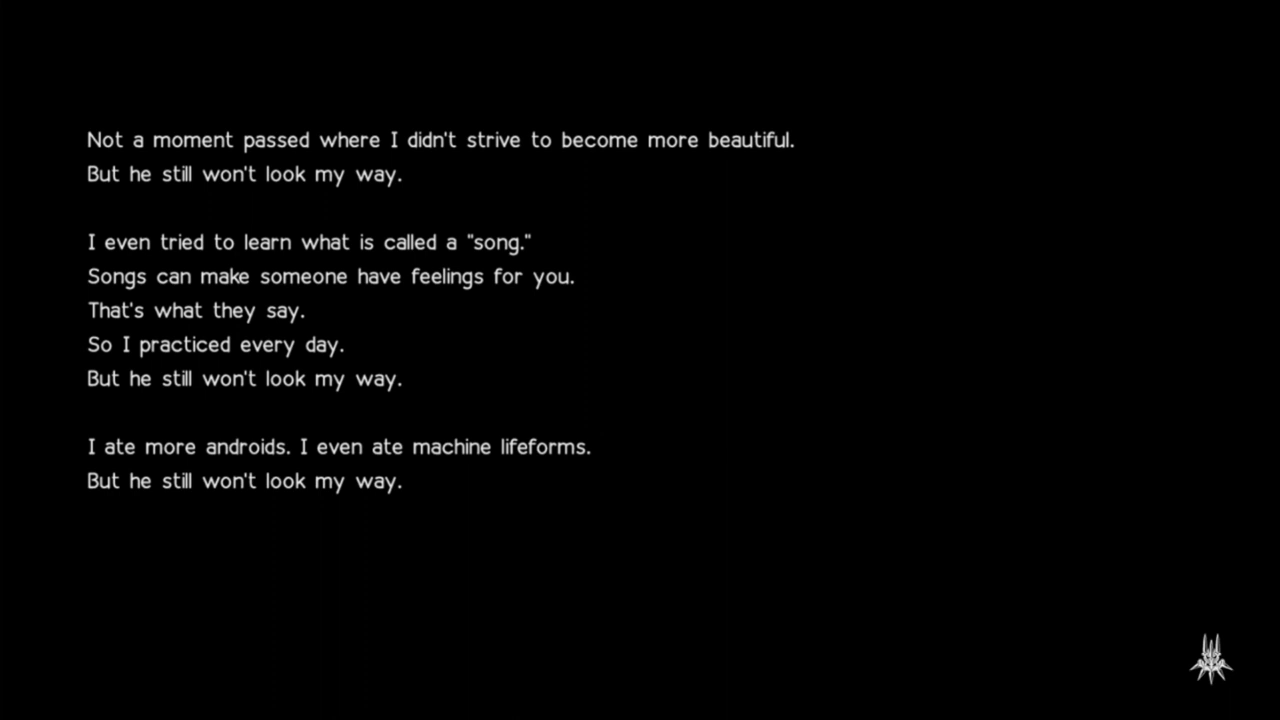 Not a moment passed where I didn't strive to become more beautiful.
But he still won't look my way.
I even tried to learn what is called a "song."
Songs can make someone have feelings for you.
That's what they say.
So I practiced every day.
But he still won't look my way.
I ate more androids. I even ate machine lifeforms.
But he still won't look my way.